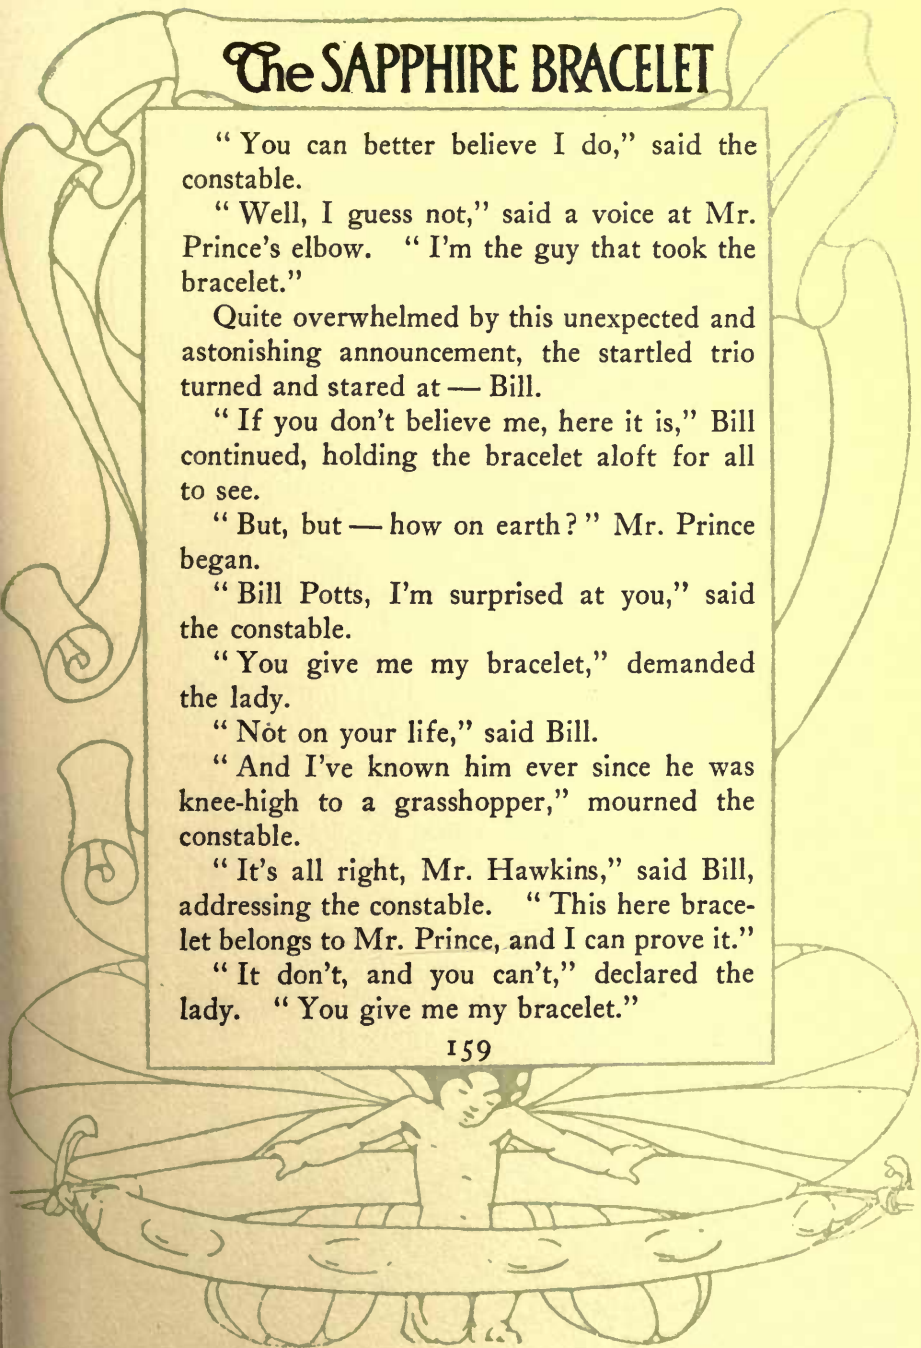 The SAPPHIRE BRACELET
“ You can better believe I do,” said the
constable.
“ Well, I guess not,” said a voice at Mr.
Prince's elbow. “ I'm the guy that took the
bracelet.”
Quite overwhelmed by this unexpected and
astonishing announcement, the startled trio
turned and stared at — Bill.
“ If you don't believe me, here it is,” Bill
continued, holding the bracelet aloft for all
to see.
“ But, but — how on earth? ” Mr. Prince
began.
“ Bill Potts, I'm surprised at you,” said
the constable.
“ You give me my bracelet,” demanded
the lady.
“ Not on your life,” said Bill.
“ And I've known him ever since he was
knee-high to a grasshopper,” mourned the
constable.
“ It's all right, Mr. Hawkins,” said Bill,
addressing the constable. “ This here brace-
let belongs to Mr. Prince, and I can prove it.”
“ It don't, and you can't,” declared the
lady. “ You give me my bracelet.”
159